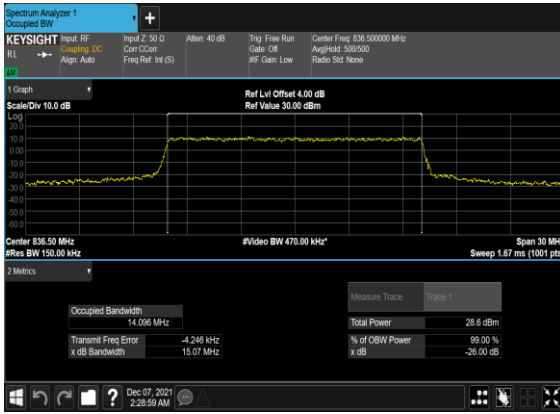 Spectrum Analyzer 1
Occupied BW
KEYSIGHT Input: RF Input Z: 50 Ω Atten: 40 dB Trig: Free Run Center Freq: 836.500000 MHz
RL Coupling: DC Corr CCorr Gate: Off Avg|Hold: 500/500
Align: Auto Freq Ref: Int (S) #IF Gain: Low Radio Std: None
1 Graph
Ref Lvl Offset 4.00 dB
Scale/Div 10.0 dB Ref Value 30.00 dBm
Log
20.0
10.0
0.00
-10.0
-20.0
-30.0
-40.0
-50.0
-60.0
Center 836.50 MHz #Video BW 470.00 kHz* Span 30 MH
#Res BW 150.00 kHz Sweep 1.67 ms (1001 pts
2 Metrics
Measure Trace Trace 1
Occupied Bandwidth
14.096 MHz Total Power 28.6 dBm
Transmit Freq Error -4.246 kHz % of OBW Power 99.00 %
x dB Bandwidth 15.07 MHz x dB -26.00 dB
Dec 07, 2021
2:28:59 AM